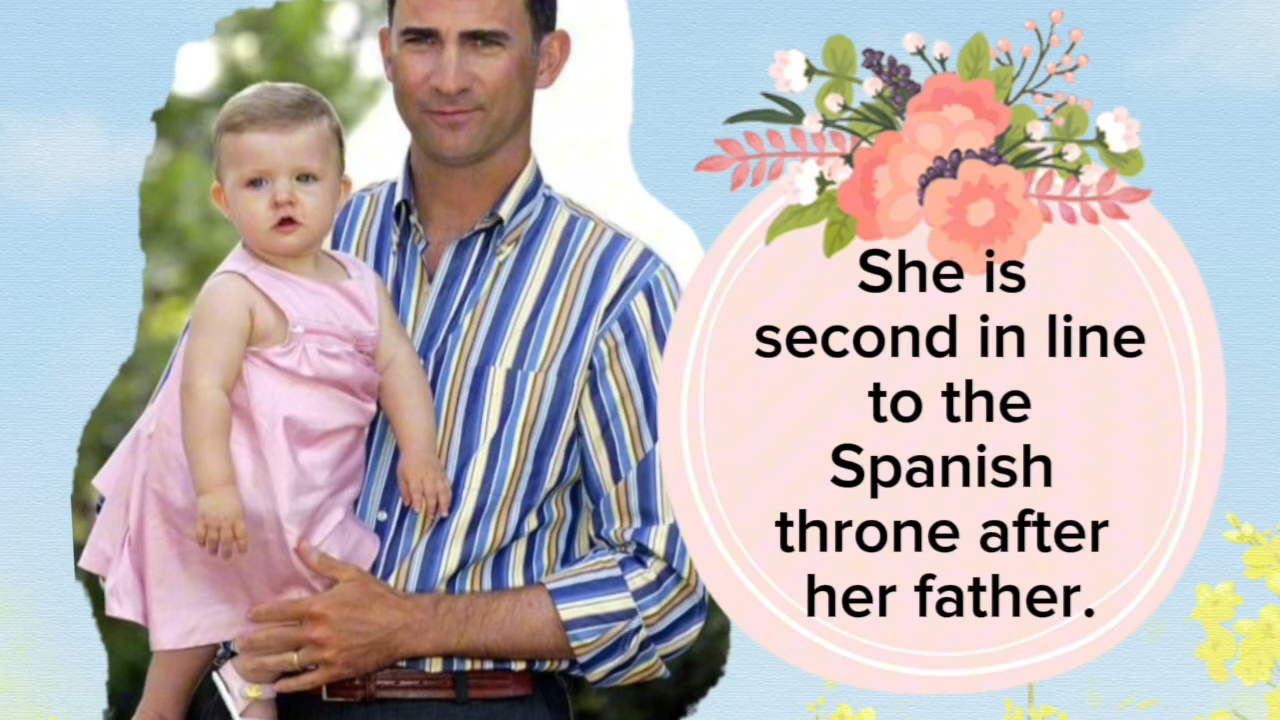 She is
second in line
to the
Spanish
throne after
her father.